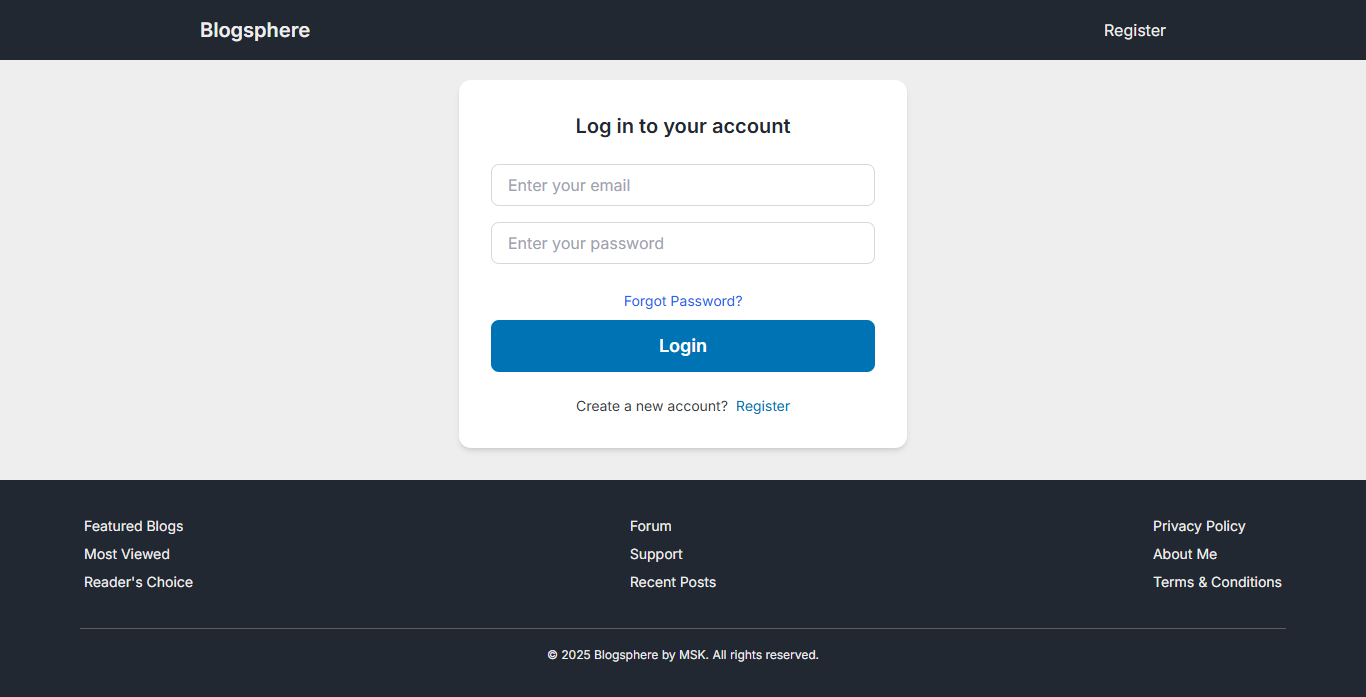 Blogsphere
Register
Log in to your account
Enter your email
Enter your password
Forgot Password?
Login
Create a new account? Register
Featured Blogs
Most Viewed
Reader's Choice
Forum
Support
Recent Posts
Privacy Policy
About Me
Terms & Conditions
© 2025 Blogsphere by MSK. All rights reserved.